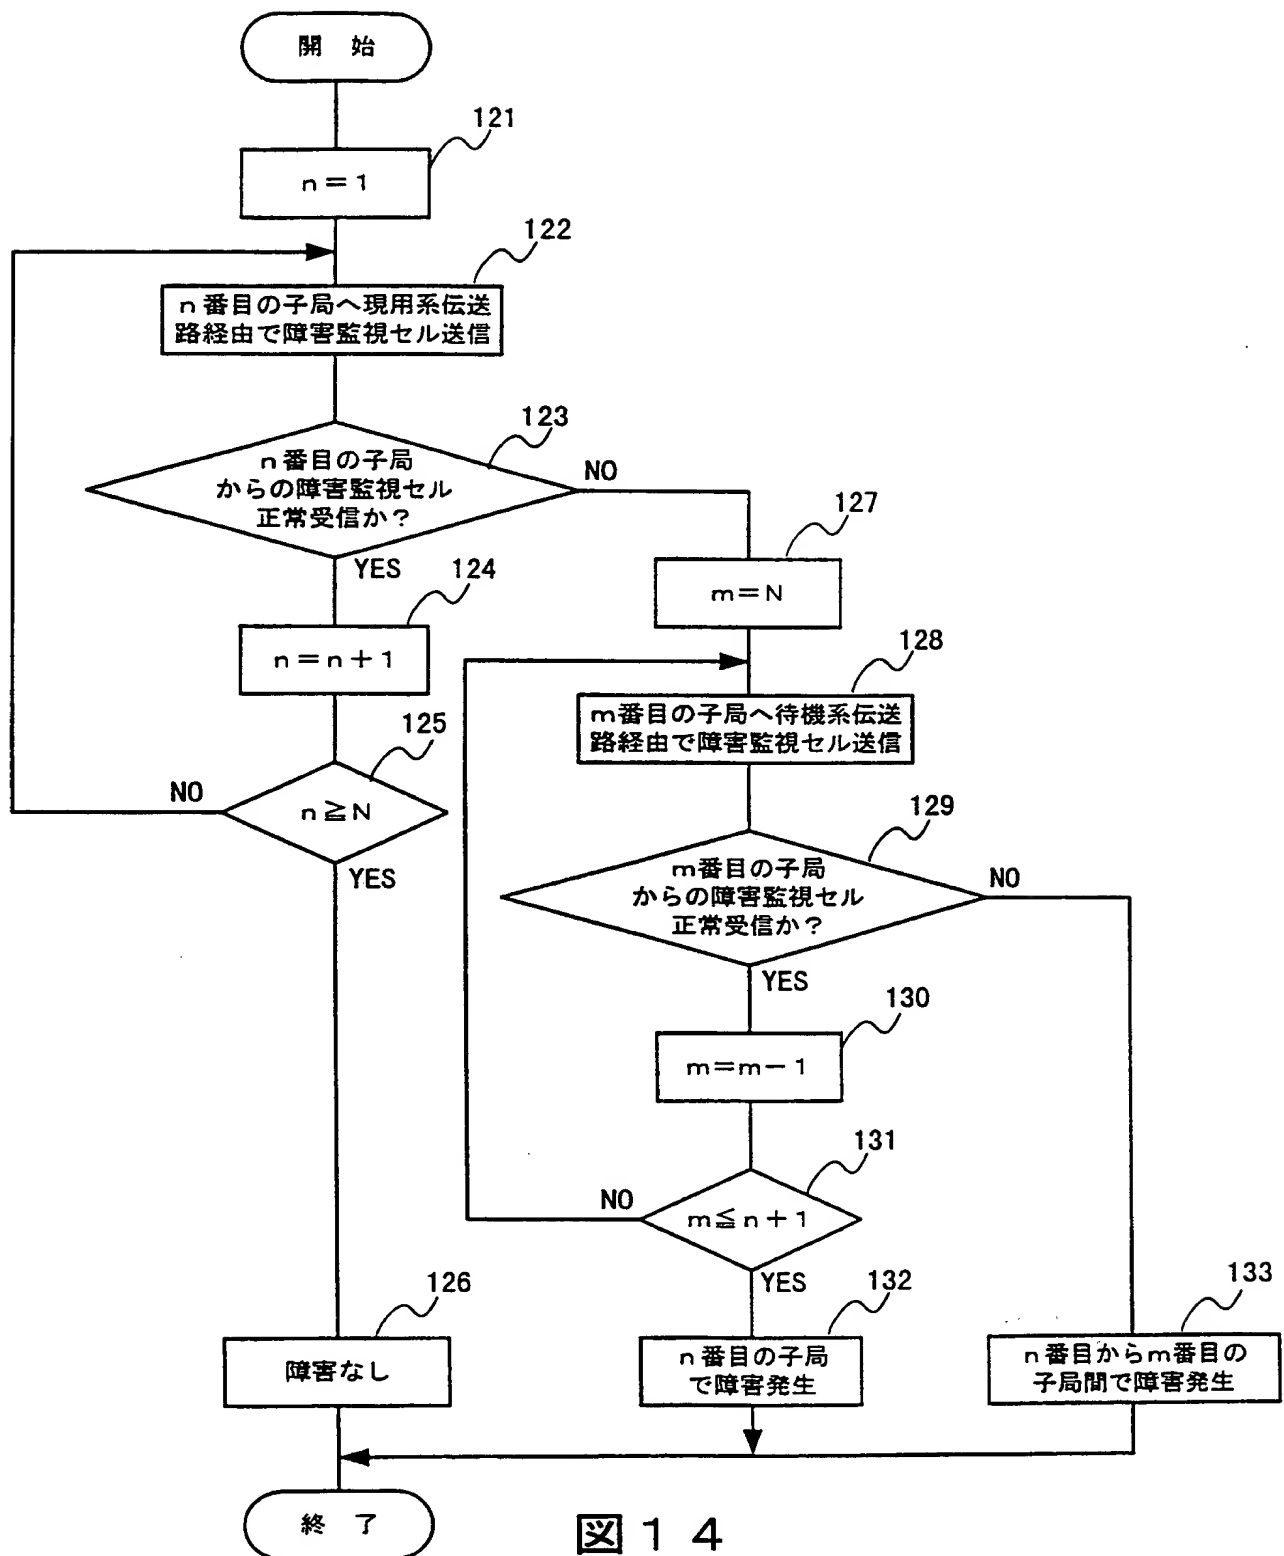 開 始
121
n=1
122
n番目の子局へ現用系伝送
路経由で障害監視セル送信
123
n番目の子局
からの障害監視セル
正常受信か?
NO
YES
124
n=n+1
125
n≧N
NO
YES
126
障害なし
127
m=N
128
m番目の子局へ待機系伝送
路経由で障害監視セル送信
129
m番目の子局
からの障害監視セル
正常受信か?
NO
YES
130
m=m-1
131
m≦n+1
NO
YES
132
n番目の子局
で障害発生
133
n番目からm番目の
子局間で障害発生
終 了
図14